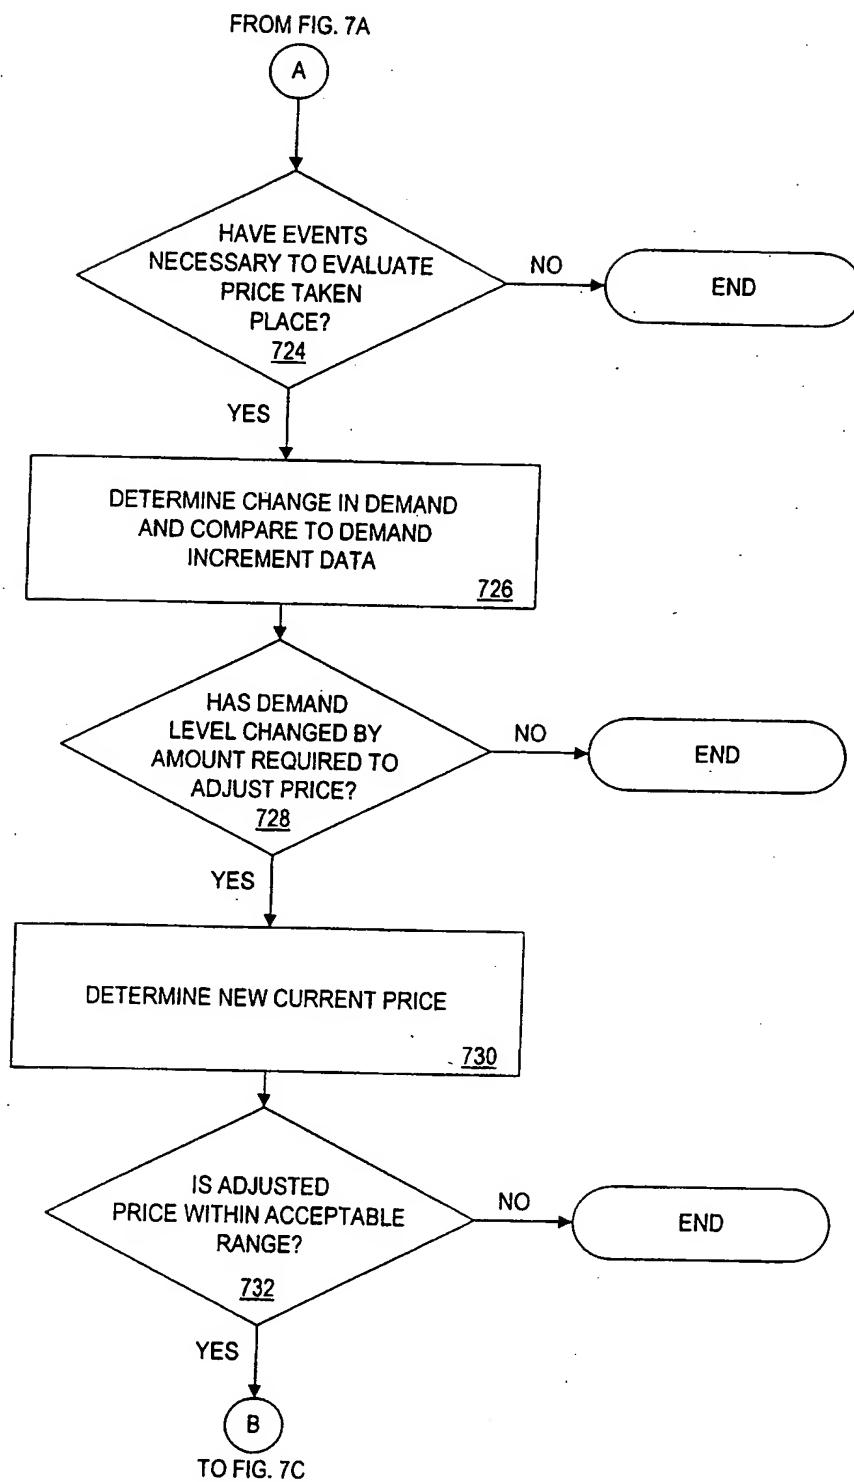 FROM FIG. 7A
A
HAVE EVENTS
NECESSARY TO EVALUATE
PRICE TAKEN
PLACE?
724
NO
END
YES
DETERMINE CHANGE IN DEMAND
AND COMPARE TO DEMAND
INCREMENT DATA
726
HAS DEMAND
LEVEL CHANGED BY
AMOUNT REQUIRED TO
ADJUST PRICE?
728
NO
END
YES
DETERMINE NEW CURRENT PRICE
730
IS ADJUSTED
PRICE WITHIN ACCEPTABLE
RANGE?
732
NO
END
YES
B
TO FIG. 7C